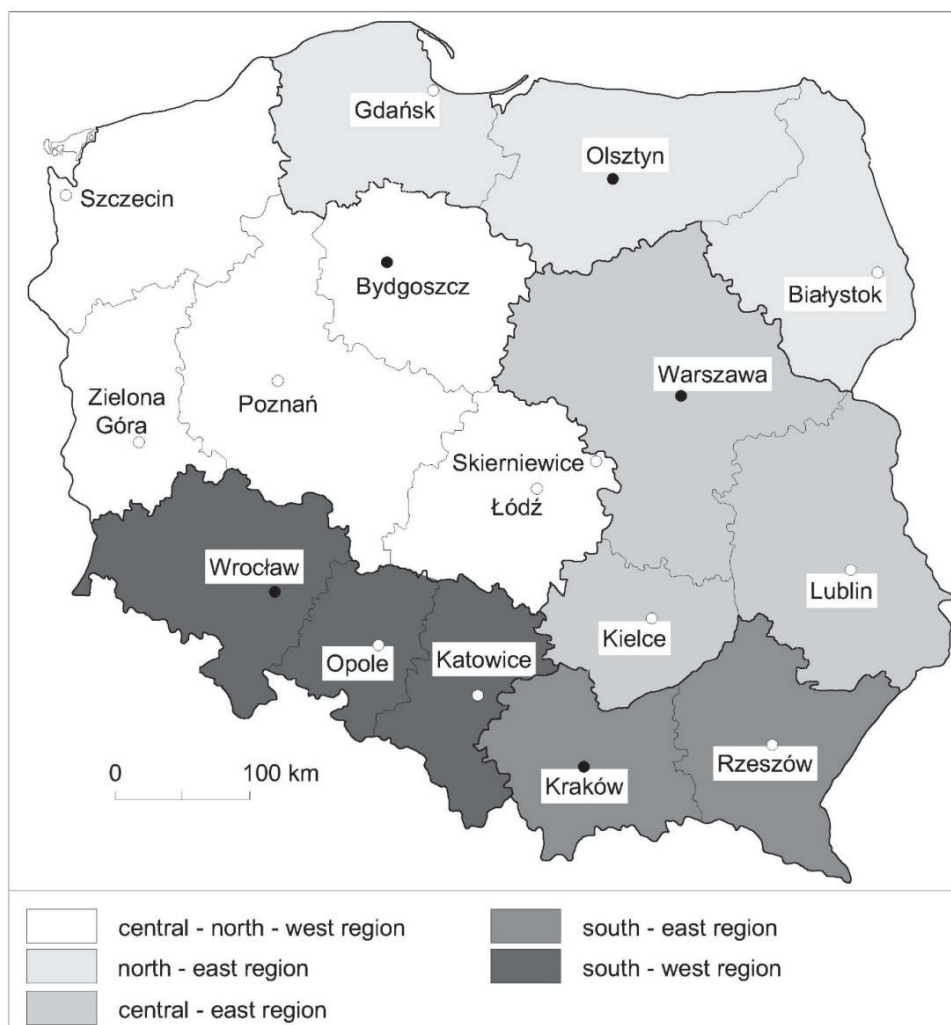 Gdańsk
Olsztyn
Szczecin
Bydgoszcz
Białystok
Warszawa
Zielona
Góra
Poznań
Skierniewice
Łódź
Wrocław
Lublin
Kielce
Opole
Katowice
Rzeszów
Kraków
0 100 km
central - north - west region
north - east region
central - east region
south - east region
south - west region